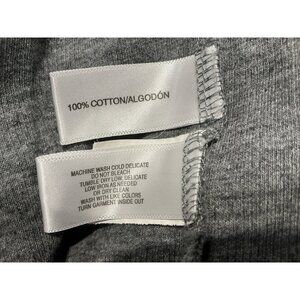 100% COTTON/ALGODÓN
MACHINE WASH COLD DELICATE
DO NOT BLEACH
TUMBLE DRY LOW, DELICATE
LOW IRON AS NEEDED
OR DRY CLEAN
WASH WITH LIKE COLORS
TURN GARMENT INSIDE OUT